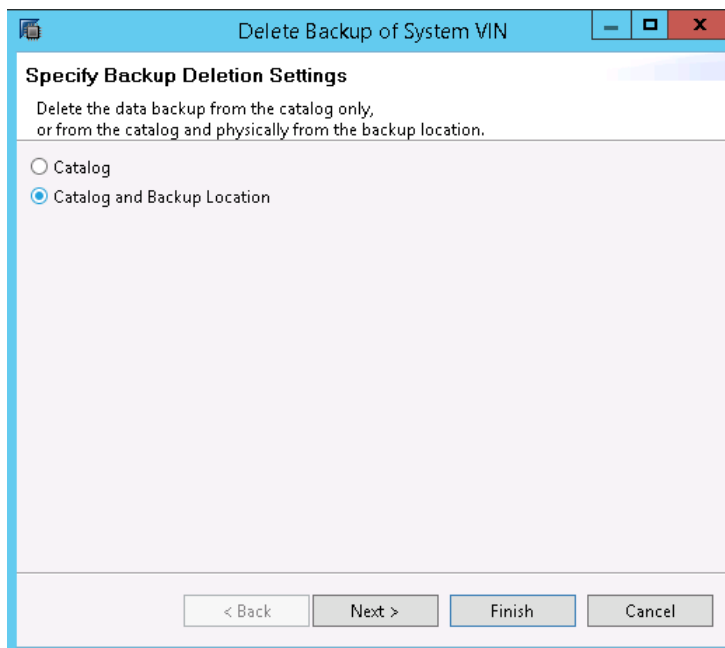 Delete Backup of System VIN
Specify Backup Deletion Settings
Delete the data backup from the catalog only,
or from the catalog and physically from the backup location.
Catalog
Catalog and Backup Location
< Back
Next >
Finish
Cancel